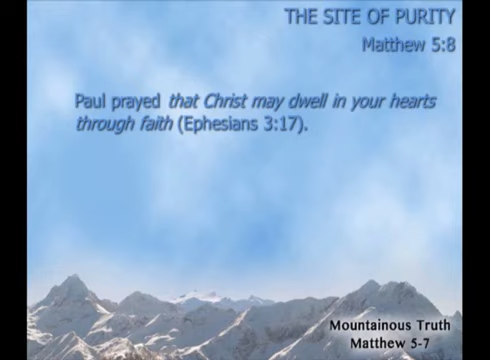 THE SITE OF PURITY
Matthew 5:8
Paul prayed that Christ may dwell in your hearts
through faith (Ephesians 3:17).
Mountainous Truth
Matthew 5-7